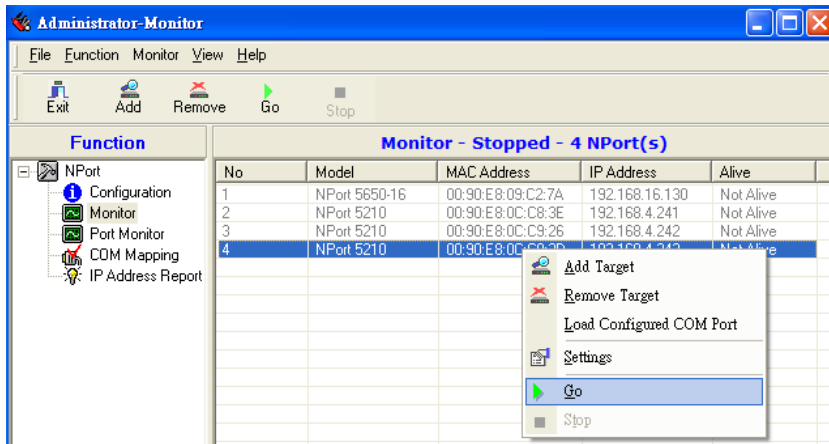 Administrator-Monitor
File Function Monitor View Help
Exit Add Remove Go Stop
Function
Monitor - Stopped - 4 NPort(s)
NPort
Configuration
Monitor
Port Monitor
COM Mapping
IP Address Report
No Model MAC Address IP Address Alive
1 NPort 5650-16 00:90:E8:09:C2:7A 192.168.16.130 Not Alive
2 NPort 5210 00:90:E8:0C:C8:3E 192.168.4.241 Not Alive
3 NPort 5210 00:90:E8:0C:C9:26 192.168.4.242 Not Alive
4 NPort 5210
Add Target
Remove Target
Load Configured COM Port
Settings
Go
Stop